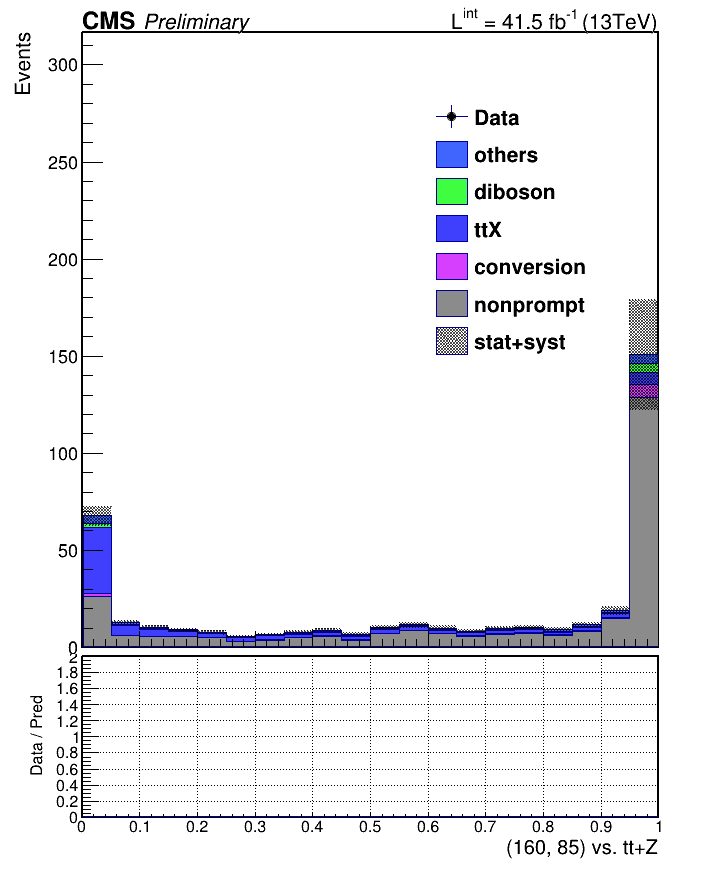 CMS Preliminary L^int = 41.5 fb^-1 (13TeV)
Events
300
250
200
150
100
50
0
Data
others
diboson
ttX
conversion
nonprompt
stat+syst
Data / Pred
2
1.8
1.6
1.4
1.2
1
0.8
0.6
0.4
0.2
0
0 0.1 0.2 0.3 0.4 0.5 0.6 0.7 0.8 0.9 1
(160, 85) vs. tt+Z